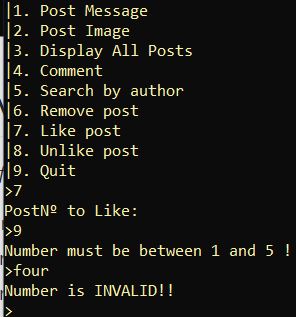 |1. Post Message
|2. Post Image
|3. Display All Posts
|4. Comment
|5. Search by author
|6. Remove post
|7. Like post
|8. Unlike post
|9. Quit
>7
PostNº to Like:
>9
Number must be between 1 and 5 !
>four
Number is INVALID!!
>